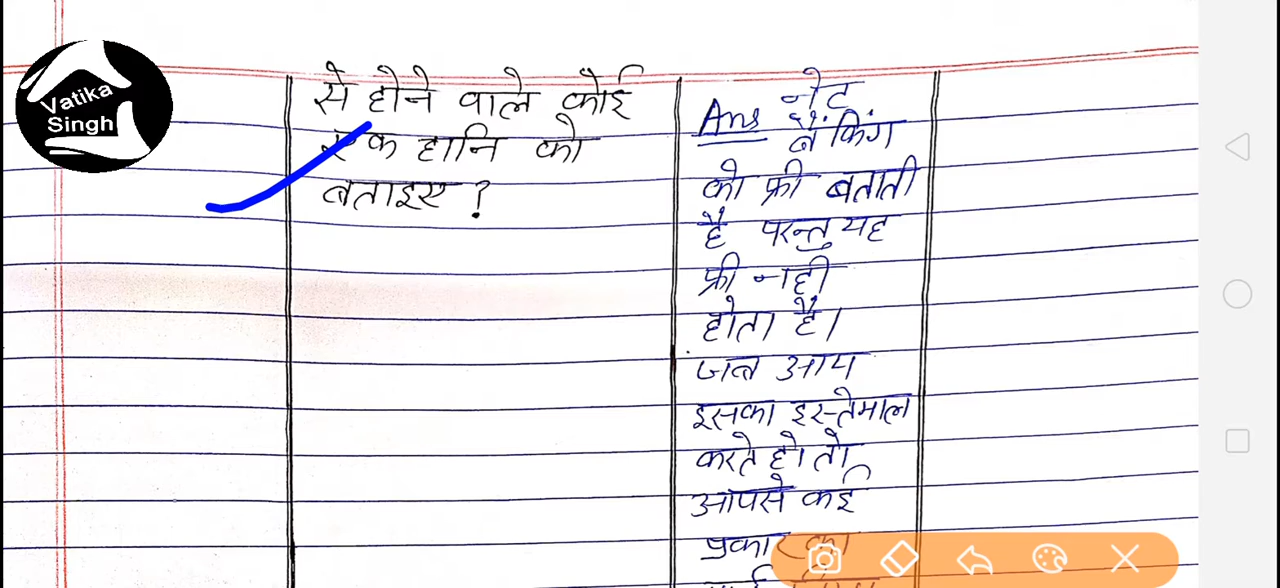 Vatika
Singh
से होने वाले कोई
एक हानि को
बताइए?
Ans नेट
बैंकिंग
को फ्री बताती
है परन्तु यह
फ्री नही
होता है।
जब आप
इसका इस्तेमाल
करते हो तो
आपसे कई
प्रकार का